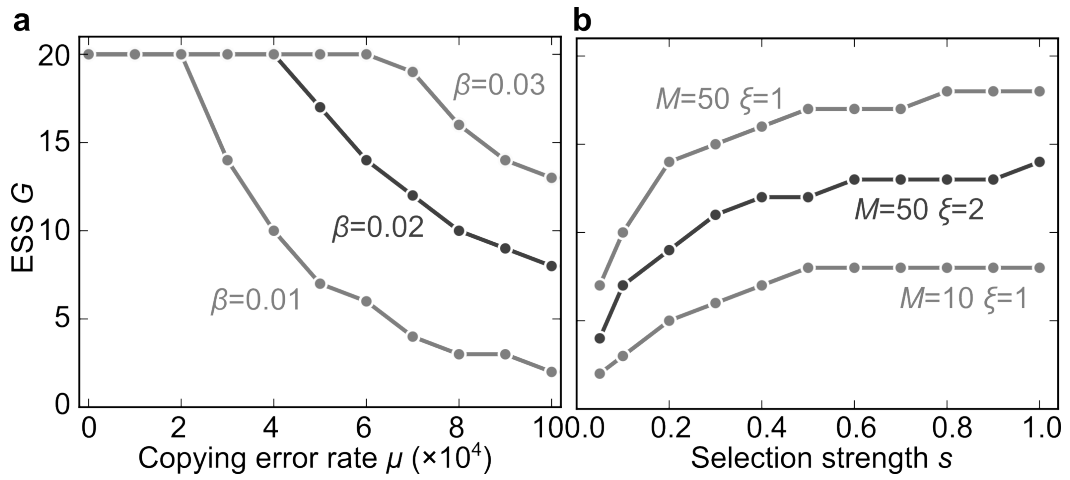 a
b
20
15
10
5
0
ESS G
β=0.03
β=0.02
β=0.01
0 2 4 6 8 10
Copying error rate μ (×10⁴)
M=50 ξ=1
M=50 ξ=2
M=10 ξ=1
0.0 0.2 0.4 0.6 0.8 1.0
Selection strength s